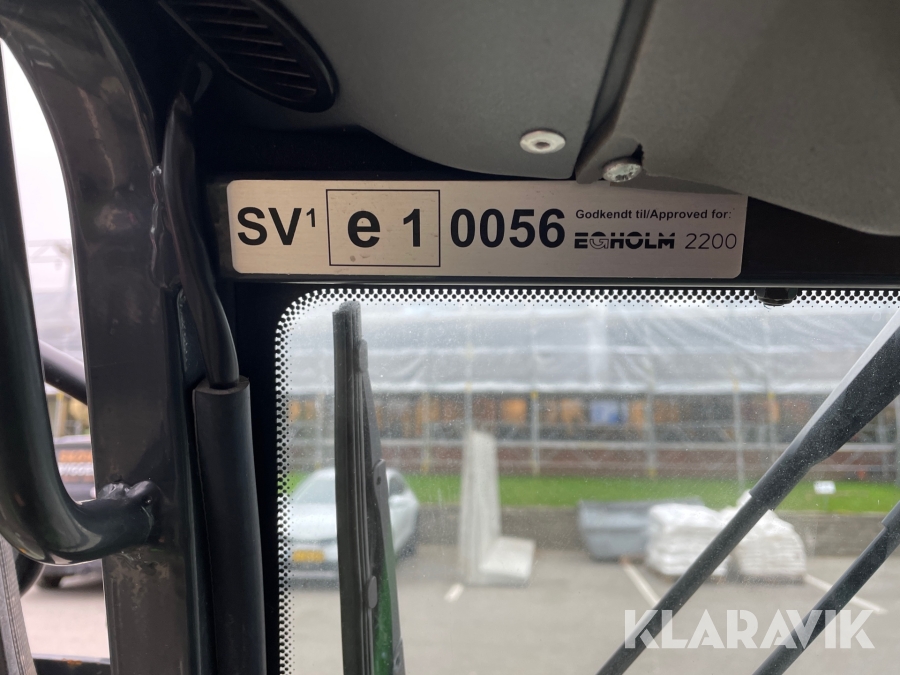 SV¹ e 1 0056 Godkendt til/Approved for:
EGHOLM 2200
KLARAVIK